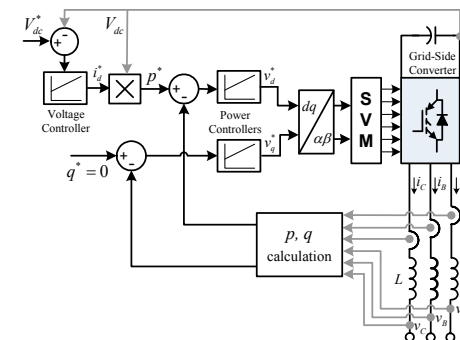 V*dc
Vdc
+ -
Grid-Side
Converter
i*d
p*
+ -
v*d
Voltage
Controller
Power
Controllers
dq
αβ
S
V
M
v*q
q* = 0
+ -
iC
iB
p, q
calculation
L
v
vB
vC